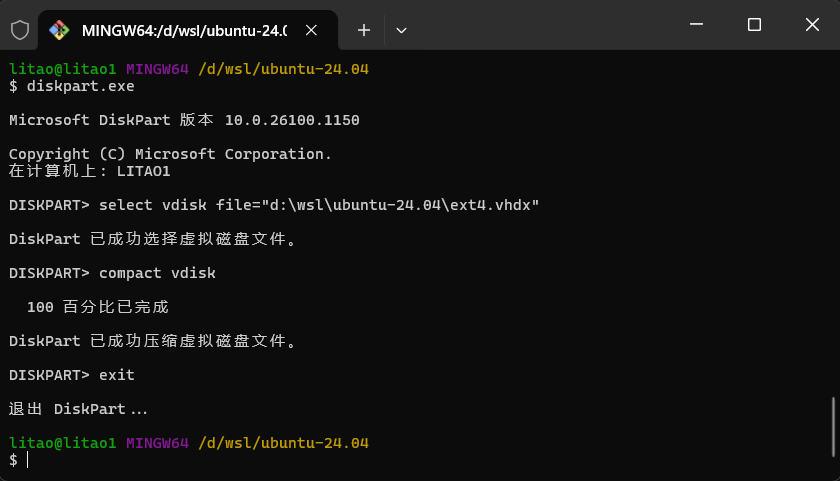 MINGW64:/d/wsl/ubuntu-24.0
litao@litao1 MINGW64 /d/wsl/ubuntu-24.04
$ diskpart.exe
Microsoft DiskPart 版本 10.0.26100.1150
Copyright (C) Microsoft Corporation.
在计算机上: LITAO1
DISKPART> select vdisk file="d:\wsl\ubuntu-24.04\ext4.vhdx"
DiskPart 已成功选择虚拟磁盘文件。
DISKPART> compact vdisk
100 百分比已完成
DiskPart 已成功压缩虚拟磁盘文件。
DISKPART> exit
退出 DiskPart...
litao@litao1 MINGW64 /d/wsl/ubuntu-24.04
$